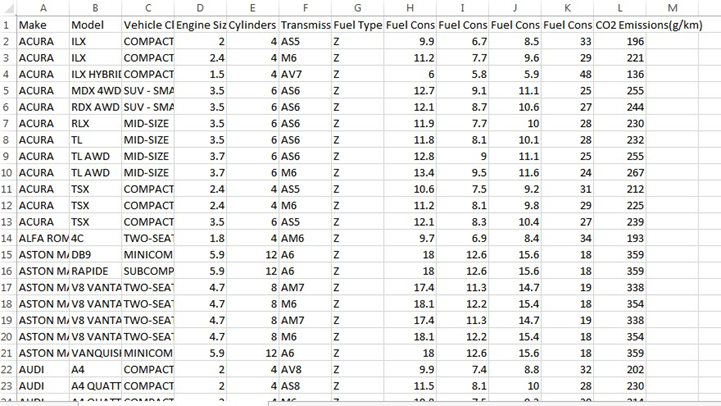 A B C D E F G H I J K L M
1 Make Model Vehicle Cl Engine Siz Cylinders Transmiss Fuel Type Fuel Cons Fuel Cons Fuel Cons Fuel Cons CO2 Emissions(g/km)
2 ACURA ILX COMPACT 2 4 AS5 Z 9.9 6.7 8.5 33 196
3 ACURA ILX COMPACT 2.4 4 M6 Z 11.2 7.7 9.6 29 221
4 ACURA ILX HYBRI COMPACT 1.5 4 AV7 Z 6 5.8 5.9 48 136
5 ACURA MDX 4WD SUV - SMA 3.5 6 AS6 Z 12.7 9.1 11.1 25 255
6 ACURA RDX AWD SUV - SMA 3.5 6 AS6 Z 12.1 8.7 10.6 27 244
7 ACURA RLX MID-SIZE 3.5 6 AS6 Z 11.9 7.7 10 28 230
8 ACURA TL MID-SIZE 3.5 6 AS6 Z 11.8 8.1 10.1 28 232
9 ACURA TL AWD MID-SIZE 3.7 6 AS6 Z 12.8 9 11.1 25 255
10 ACURA TL AWD MID-SIZE 3.7 6 M6 Z 13.4 9.5 11.6 24 267
11 ACURA TSX COMPACT 2.4 4 AS5 Z 10.6 7.5 9.2 31 212
12 ACURA TSX COMPACT 2.4 4 M6 Z 11.2 8.1 9.8 29 225
13 ACURA TSX COMPACT 3.5 6 AS5 Z 12.1 8.3 10.4 27 239
14 ALFA ROM 4C TWO-SEAT 1.8 4 AM6 Z 9.7 6.9 8.4 34 193
15 ASTON MA DB9 MINICOM 5.9 12 A6 Z 18 12.6 15.6 18 359
16 ASTON MA RAPIDE SUBCOMP 5.9 12 A6 Z 18 12.6 15.6 18 359
17 ASTON MA V8 VANTA TWO-SEAT 4.7 8 AM7 Z 17.4 11.3 14.7 19 338
18 ASTON MA V8 VANTA TWO-SEAT 4.7 8 M6 Z 18.1 12.2 15.4 18 354
19 ASTON MA V8 VANTA TWO-SEAT 4.7 8 AM7 Z 17.4 11.3 14.7 19 338
20 ASTON MA V8 VANTA TWO-SEAT 4.7 8 M6 Z 18.1 12.2 15.4 18 354
21 ASTON MA VANQUISH MINICOM 5.9 12 A6 Z 18 12.6 15.6 18 359
22 AUDI A4 COMPACT 2 4 AV8 Z 9.9 7.4 8.8 32 202
23 AUDI A4 QUATT COMPACT 2 4 AS8 Z 11.5 8.1 10 28 230